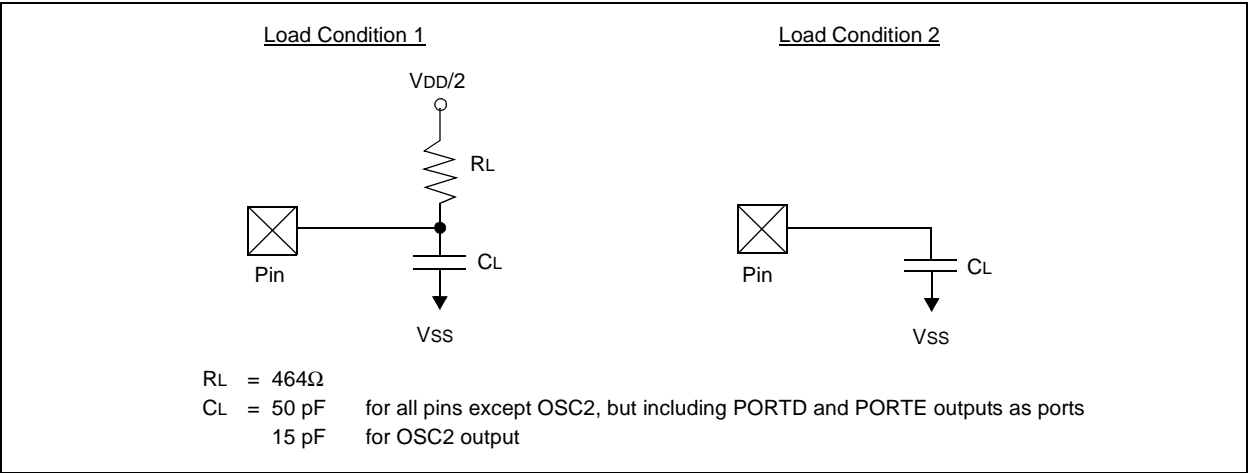 Load Condition 1
VDD/2
RL
CL
Pin
VSS
Load Condition 2
CL
Pin
VSS
RL = 464Ω
CL = 50 pF for all pins except OSC2, but including PORTD and PORTE outputs as ports
15 pF for OSC2 output